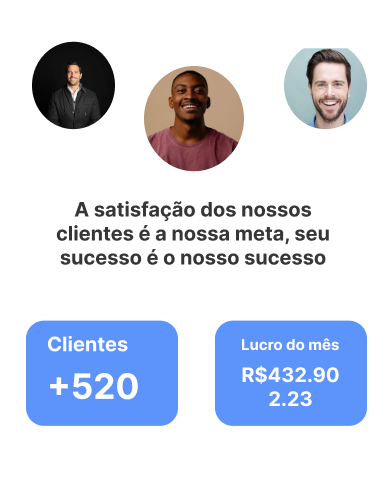 A satisfação dos nossos
clientes é a nossa meta, seu
sucesso é o nosso sucesso
Clientes
+520
Lucro do mês
R$432.90
2.23